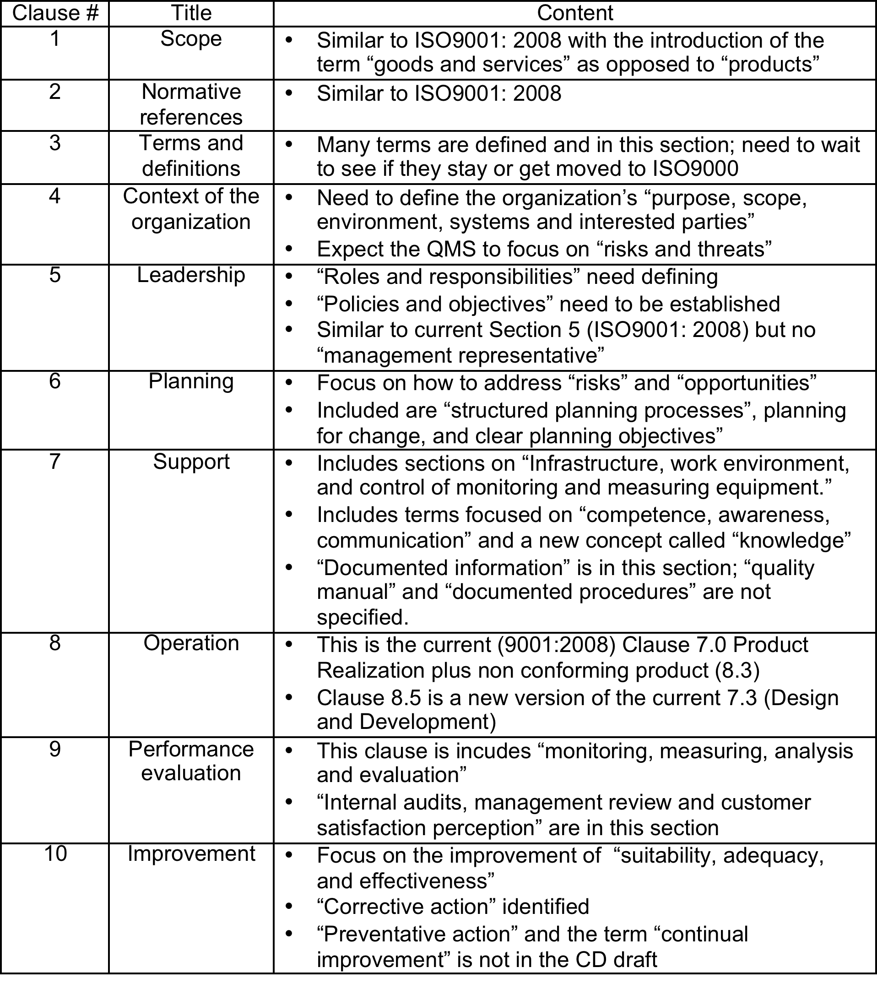 Clause # Title Content
1 Scope • Similar to ISO9001: 2008 with the introduction of the
term “goods and services” as opposed to “products”
2 Normative • Similar to ISO9001: 2008
references
3 Terms and • Many terms are defined and in this section; need to wait
definitions to see if they stay or get moved to ISO9000
4 Context of the • Need to define the organization’s “purpose, scope,
organization environment, systems and interested parties”
• Expect the QMS to focus on “risks and threats”
5 Leadership • “Roles and responsibilities” need defining
• “Policies and objectives” need to be established
• Similar to current Section 5 (ISO9001: 2008) but no
“management representative”
6 Planning • Focus on how to address “risks” and “opportunities”
• Included are “structured planning processes”, planning
for change, and clear planning objectives”
7 Support • Includes sections on “Infrastructure, work environment,
and control of monitoring and measuring equipment.”
• Includes terms focused on “competence, awareness,
communication” and a new concept called “knowledge”
• “Documented information” is in this section; “quality
manual” and “documented procedures” are not
specified.
8 Operation • This is the current (9001:2008) Clause 7.0 Product
Realization plus non conforming product (8.3)
• Clause 8.5 is a new version of the current 7.3 (Design
and Development)
9 Performance • This clause is incudes “monitoring, measuring, analysis
evaluation and evaluation”
• “Internal audits, management review and customer
satisfaction perception” are in this section
10 Improvement • Focus on the improvement of “suitability, adequacy,
and effectiveness”
• “Corrective action” identified
• “Preventative action” and the term “continual
improvement” is not in the CD draft